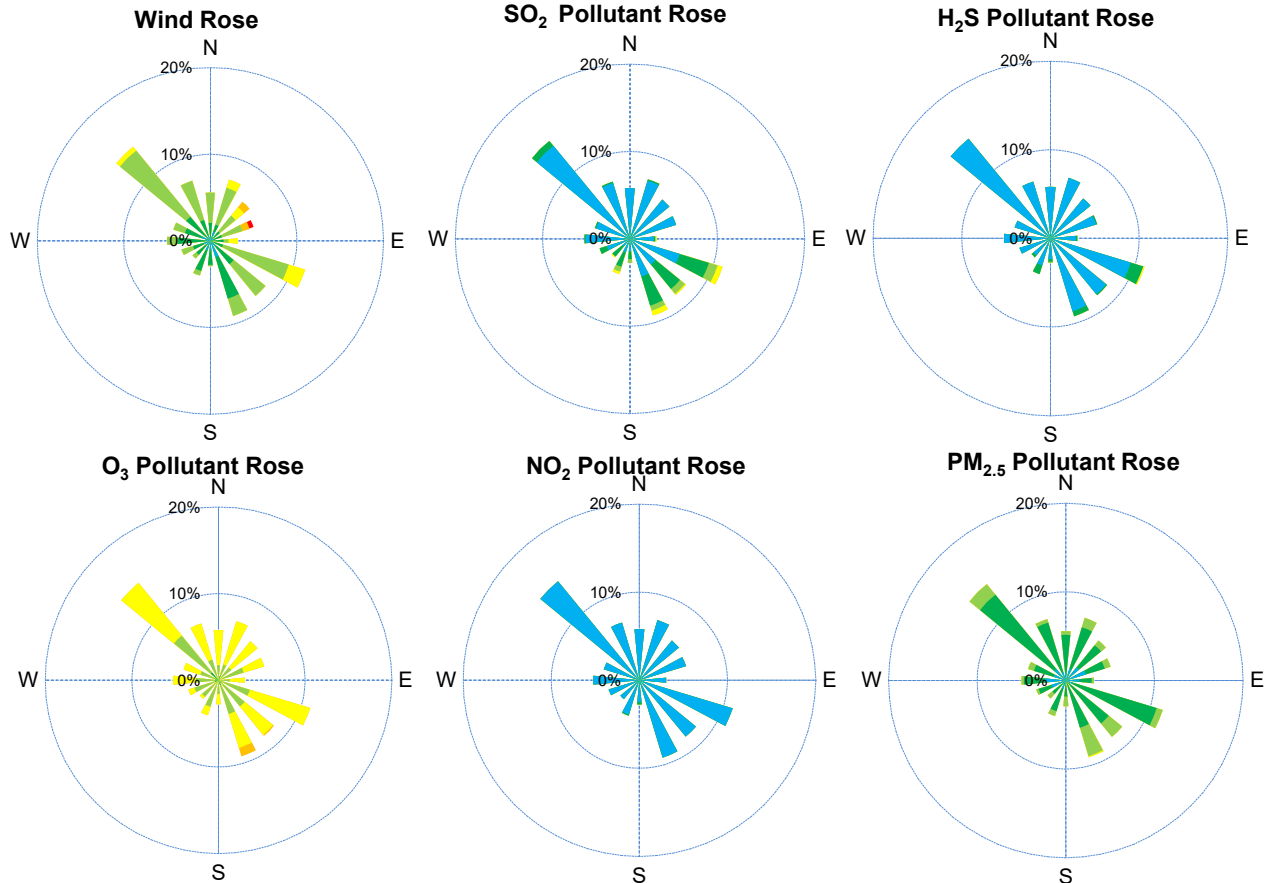 Wind Rose
N
20%
10%
W
0%
E
S
SO₂ Pollutant Rose
N
20%
10%
W
0%
E
S
H₂S Pollutant Rose
N
20%
10%
W
0%
E
S
O₃ Pollutant Rose
N
20%
10%
W
0%
E
S
NO₂ Pollutant Rose
N
20%
10%
W
0%
E
S
PM₂.₅ Pollutant Rose
N
20%
10%
W
0%
E
S